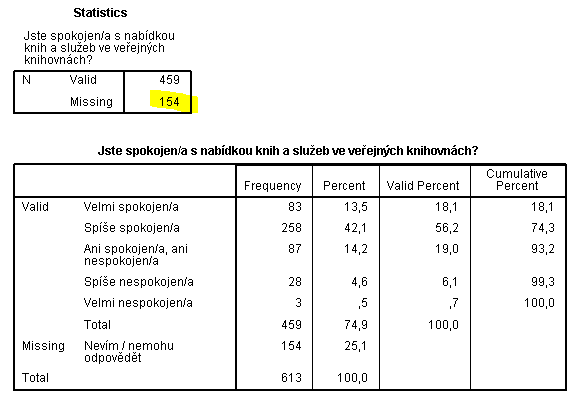 Statistics
Jste spokojen/a s nabídkou
knih a služeb ve veřejných
knihovnách?
N Valid 459
Missing 154
Jste spokojen/a s nabídkou knih a služeb ve veřejných knihovnách?
Frequency Percent Valid Percent Cumulative
Percent
Valid Velmi spokojen/a 83 13,5 18,1 18,1
Spíše spokojen/a 258 42,1 56,2 74,3
Ani spokojen/a, ani 87 14,2 19,0 93,2
nespokojen/a
Spíše nespokojen/a 28 4,6 6,1 99,3
Velmi nespokojen/a 3 ,5 ,7 100,0
Total 459 74,9 100,0
Missing Nevím / nemohu 154 25,1
odpovědět
Total 613 100,0